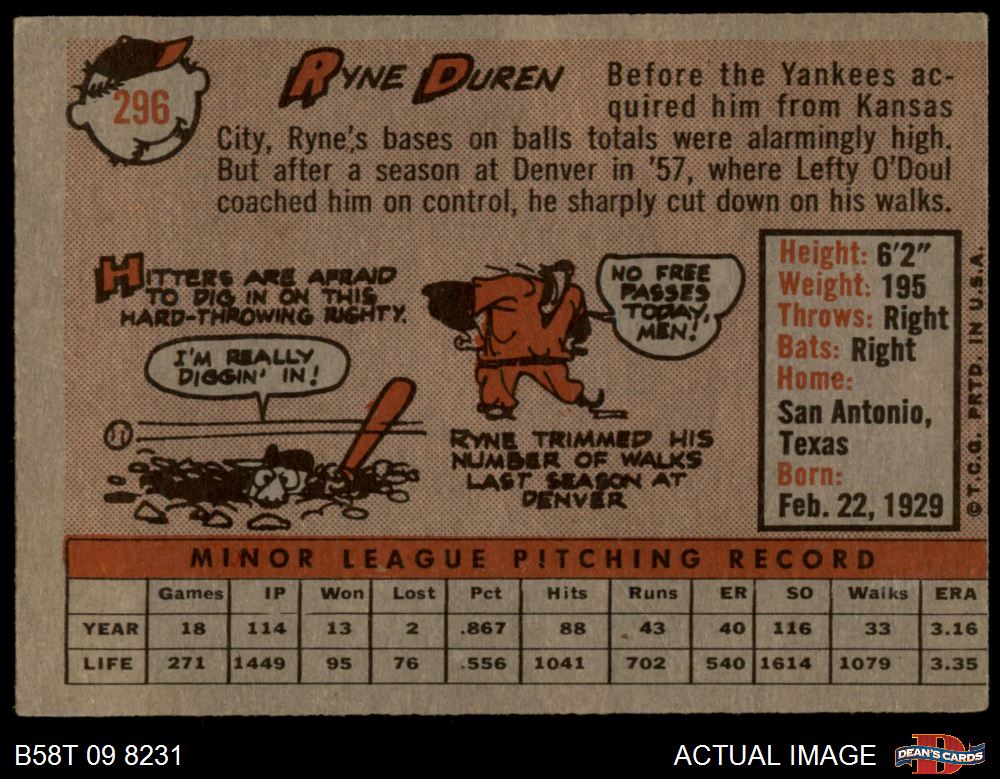 296
RYNE DUREN
Before the Yankees ac-
quired him from Kansas
City, Ryne's bases on balls totals were alarmingly high.
But after a season at Denver in '57, where Lefty O'Doul
coached him on control, he sharply cut down on his walks.
HITTERS ARE AFRAID
TO DIG IN ON THIS
HARD-THROWING RIGHTY.
I'M REALLY
DIGGIN' IN!
NO FREE
PASSES
TODAY,
MEN!
RYNE TRIMMED HIS
NUMBER OF WALKS
LAST SEASON AT
DENVER
Height: 6'2"
Weight: 195
Throws: Right
Bats: Right
Home:
San Antonio,
Texas
Born:
Feb. 22, 1929
©T.C.G. PRTD. IN U.S.A.
MINOR LEAGUE PITCHING RECORD
Games IP Won Lost Pct Hits Runs ER SO Walks ERA
YEAR 18 114 13 2 .867 88 43 40 116 33 3.16
LIFE 271 1449 95 76 .556 1041 702 540 1614 1079 3.35
B58T 09 8231
ACTUAL IMAGE
D
DEAN'S CARDS